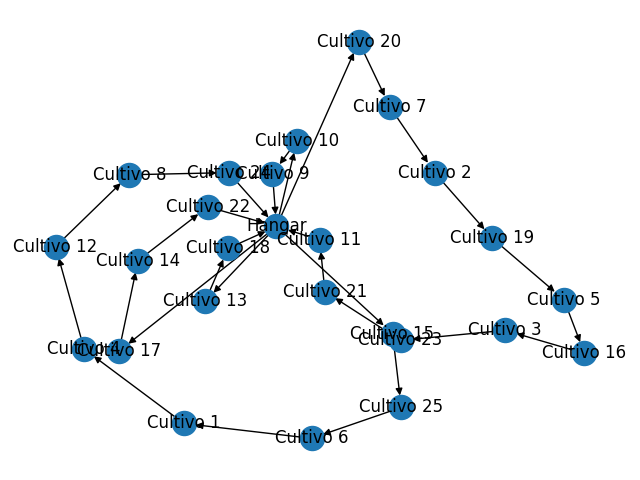 Cultivo 20
Cultivo 7
Cultivo 10
Cultivo 2
Cultivo 8
Cultivo 24
Cultivo 9
Cultivo 22
Hangar
Cultivo 11
Cultivo 19
Cultivo 12
Cultivo 18
Cultivo 14
Cultivo 21
Cultivo 13
Cultivo 5
Cultivo 3
Cultivo 15
Cultivo 23
Cultivo 4
Cultivo 17
Cultivo 16
Cultivo 25
Cultivo 1
Cultivo 6